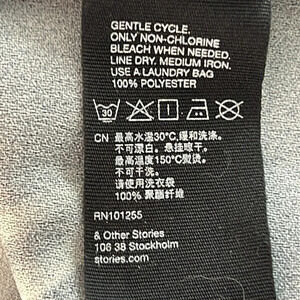 GENTLE CYCLE.
ONLY NON-CHLORINE
BLEACH WHEN NEEDED.
LINE DRY. MEDIUM IRON.
USE A LAUNDRY BAG
100% POLYESTER
30
CN 最高水温30°C,缓和洗涤.
不可漂白. 悬挂晾干.
最高温度150°C熨烫.
不可干洗.
请使用洗衣袋
100% 聚酯纤维
RN101255
& Other Stories
106 38 Stockholm
stories.com